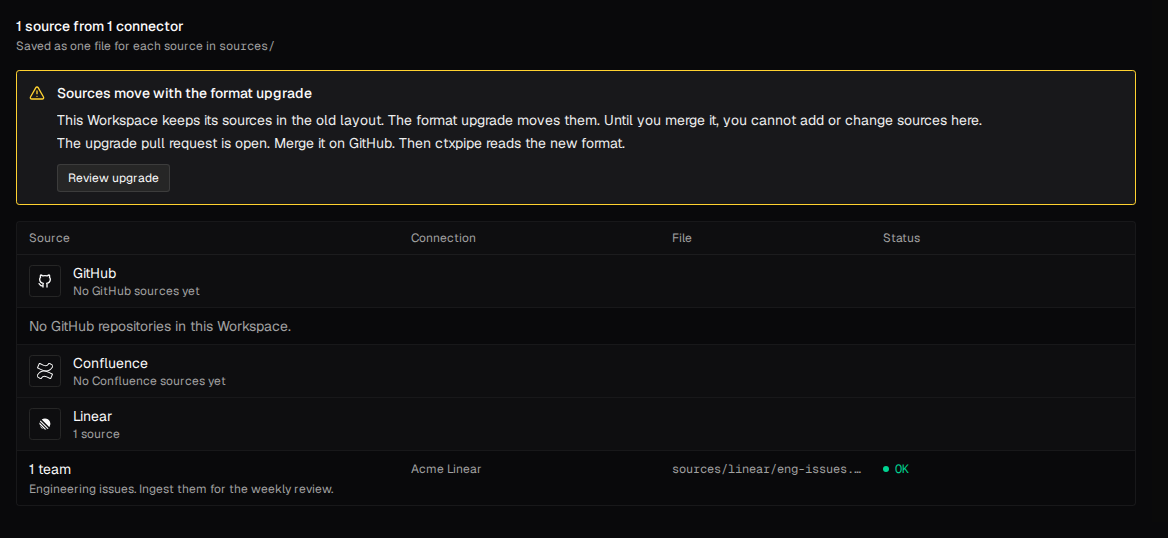 1 source from 1 connector
Saved as one file for each source in sources/
Sources move with the format upgrade
This Workspace keeps its sources in the old layout. The format upgrade moves them. Until you merge it, you cannot add or change sources here.
The upgrade pull request is open. Merge it on GitHub. Then ctxpipe reads the new format.
Review upgrade
Source Connection File Status
GitHub
No GitHub sources yet
No GitHub repositories in this Workspace.
Confluence
No Confluence sources yet
Linear
1 source
1 team Acme Linear sources/linear/eng-issues.… OK
Engineering issues. Ingest them for the weekly review.